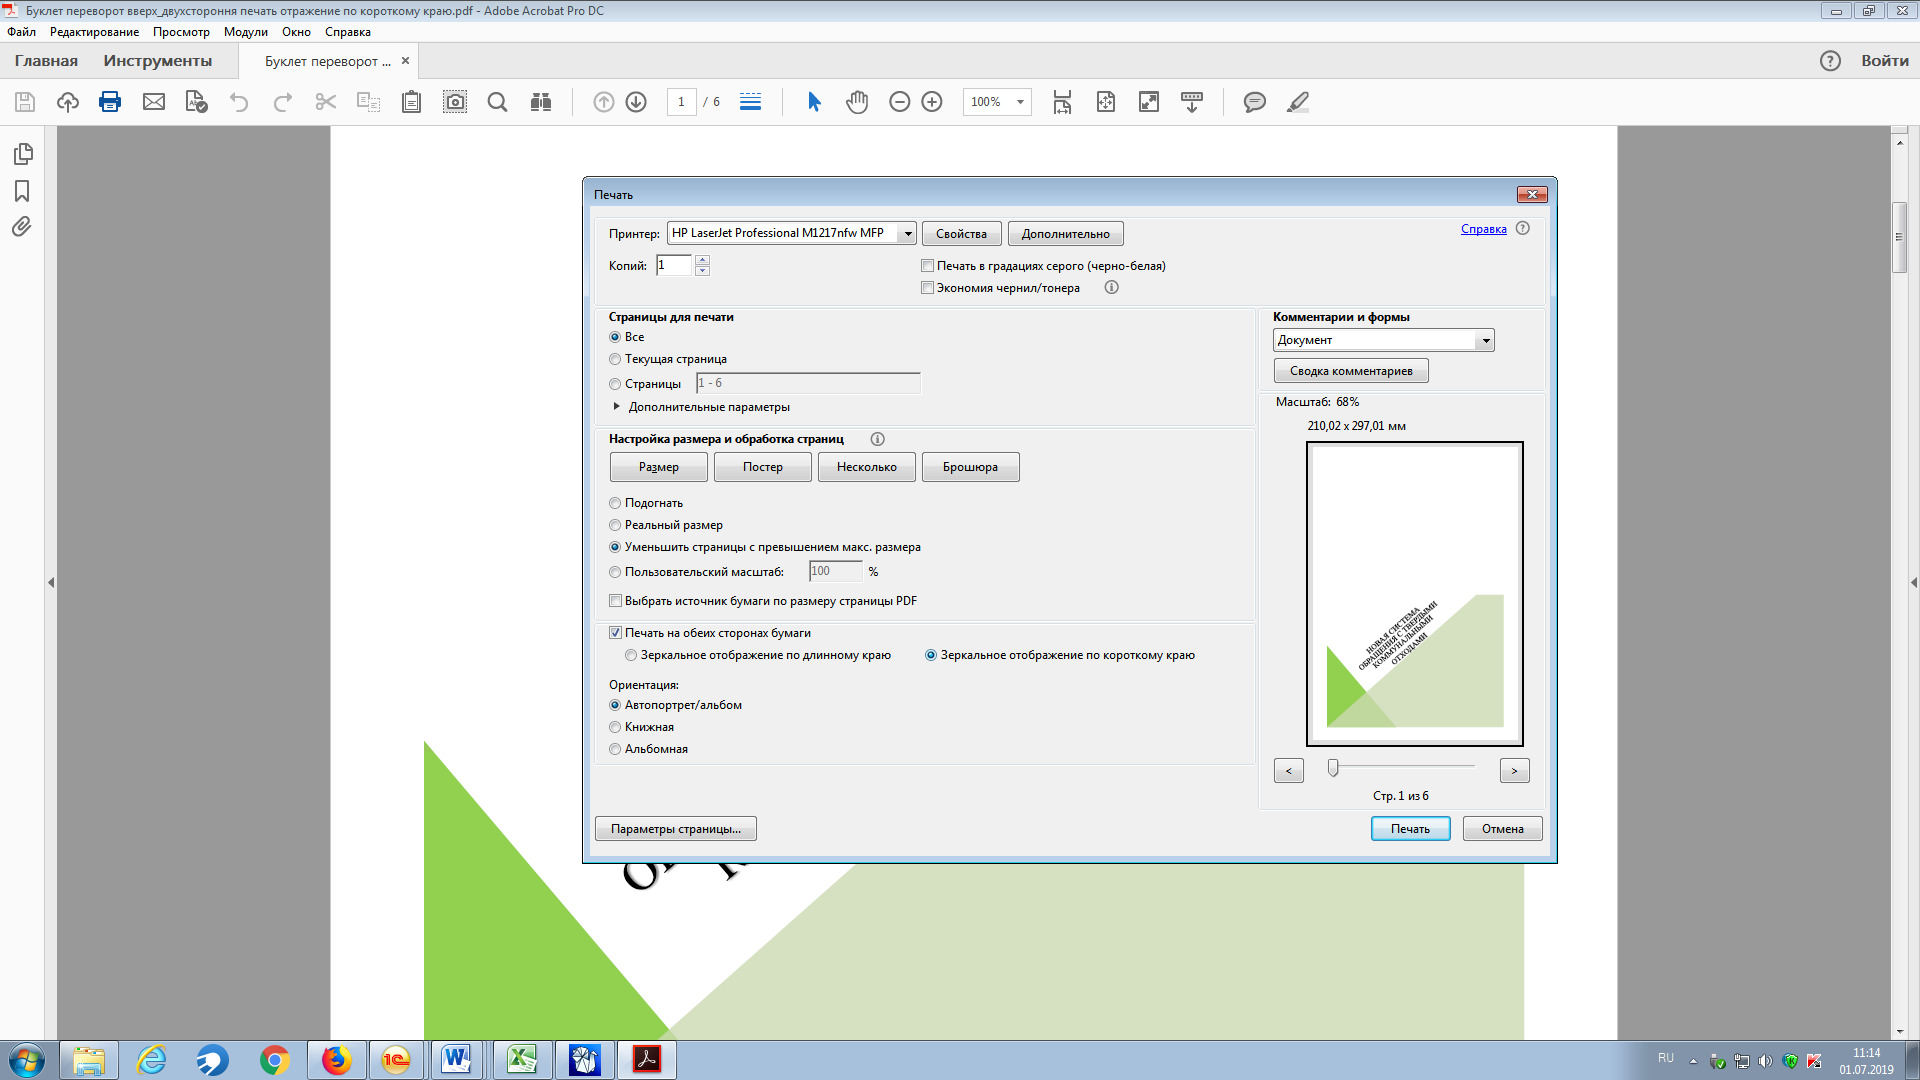 Буклет переворот вверх_двухстороння печать отражение по короткому краю.pdf - Adobe Acrobat Pro DC
Файл Редактирование Просмотр Модули Окно Справка
Главная Инструменты Буклет переворот ... × Войти
1 / 6 100%
Печать
Принтер: HP LaserJet Professional M1217nfw MFP Свойства Дополнительно Справка
Копий: 1 Печать в градациях серого (черно-белая)
Экономия чернил/тонера
Страницы для печати
Все
Текущая страница
Страницы 1 - 6
Дополнительные параметры
Комментарии и формы
Документ
Сводка комментариев
Масштаб: 68%
210,02 x 297,01 мм
Настройка размера и обработка страниц
Размер Постер Несколько Брошюра
Подогнать
Реальный размер
Уменьшить страницы с превышением макс. размера
Пользовательский масштаб: 100 %
Выбрать источник бумаги по размеру страницы PDF
Печать на обеих сторонах бумаги
Зеркальное отображение по длинному краю Зеркальное отображение по короткому краю
Ориентация:
Автопортрет/альбом
Книжная
Альбомная
НОВАЯ СИСТЕМА
ОБРАЩЕНИЯ С ТВЕРДЫМИ
КОММУНАЛЬНЫМИ
ОТХОДАМИ
< >
Стр. 1 из 6
Параметры страницы... Печать Отмена
RU 11:14
01.07.2019